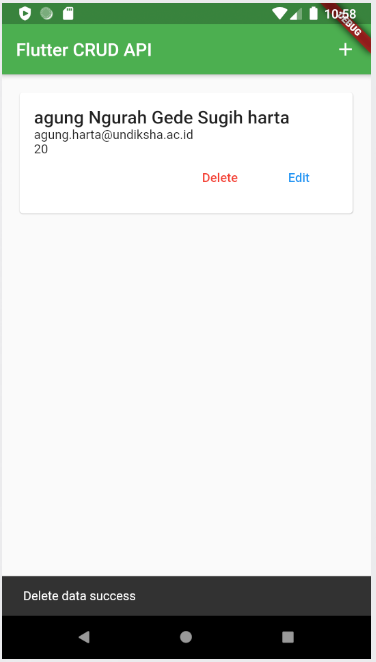 10:58
DEBUG
Flutter CRUD API
+
agung Ngurah Gede Sugih harta
agung.harta@undiksha.ac.id
20
Delete Edit
Delete data success